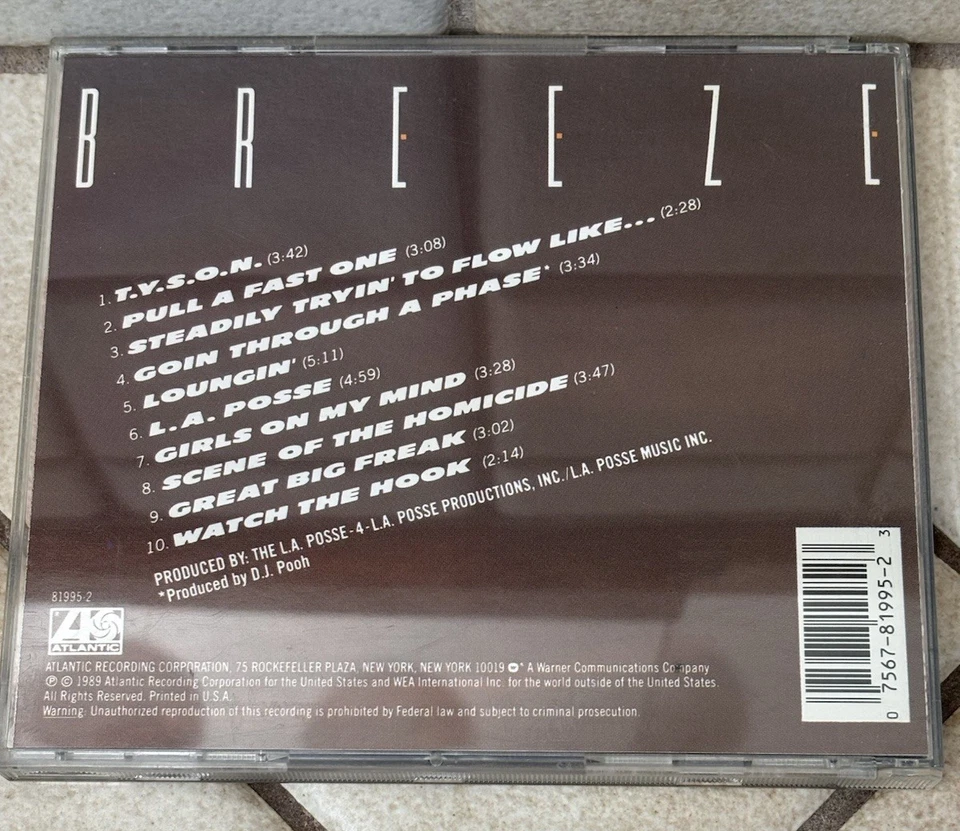 BREEZE
1. T.Y.S.O.N. (3:42)
2. PULL A FAST ONE (3:08)
3. STEADILY TRYIN' TO FLOW LIKE... (2:28)
4. GOIN THROUGH A PHASE* (3:34)
5. LOUNGIN' (5:11)
6. L.A. POSSE (4:59)
7. GIRLS ON MY MIND (3:28)
8. SCENE OF THE HOMICIDE (3:47)
9. GREAT BIG FREAK (3:02)
10. WATCH THE HOOK (2:14)
PRODUCED BY: THE L.A. POSSE-4-L.A. POSSE PRODUCTIONS, INC./L.A. POSSE MUSIC INC.
*Produced by D.J. Pooh
81995-2
ATLANTIC
ATLANTIC RECORDING CORPORATION, 75 ROCKEFELLER PLAZA, NEW YORK, NEW YORK 10019 * A Warner Communications Company
℗ © 1989 Atlantic Recording Corporation for the United States and WEA International Inc. for the world outside of the United States.
All Rights Reserved. Printed in U.S.A.
Warning: Unauthorized reproduction of this recording is prohibited by Federal law and subject to criminal prosecution.
0 7567-81995-2 3